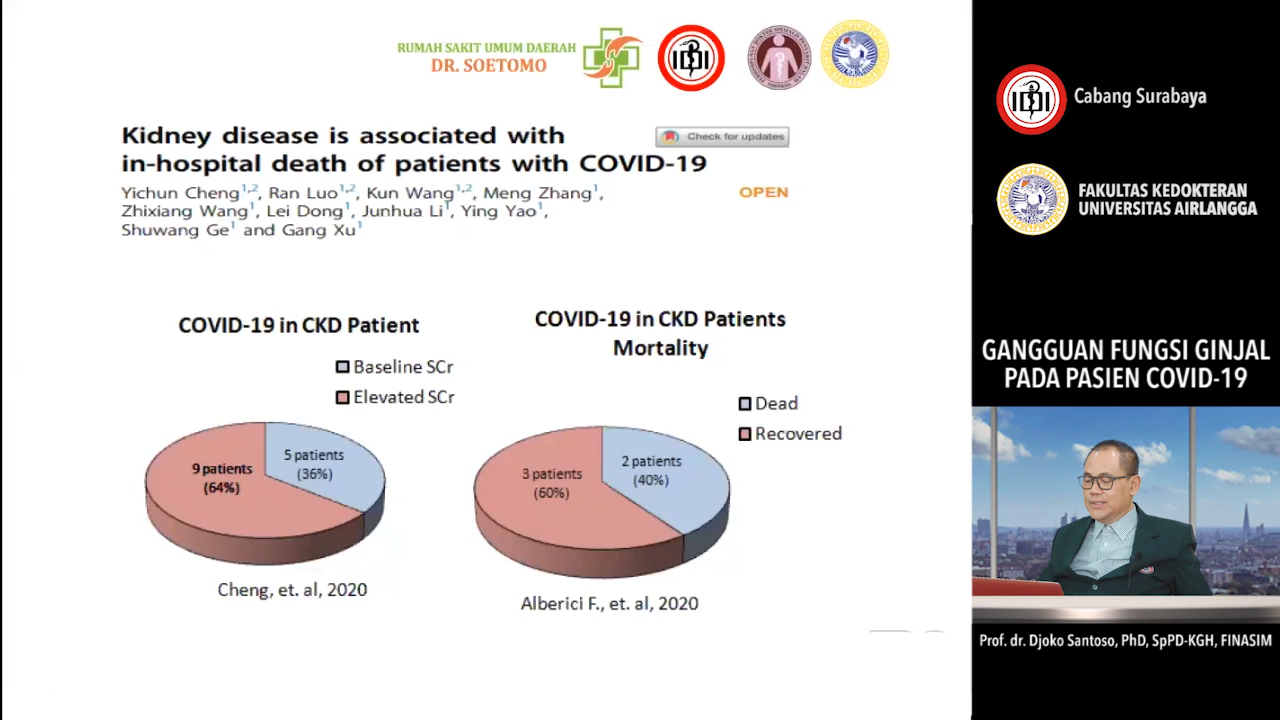 RUMAH SAKIT UMUM DAERAH
DR. SOETOMO
IDI
Kidney disease is associated with
in-hospital death of patients with COVID-19
Check for updates
Yichun Cheng1,2, Ran Luo1,2, Kun Wang1,2, Meng Zhang1,
Zhixiang Wang1, Lei Dong1, Junhua Li1, Ying Yao1,
Shuwang Ge1 and Gang Xu1
OPEN
COVID-19 in CKD Patient
Baseline SCr
Elevated SCr
9 patients
(64%)
5 patients
(36%)
Cheng, et. al, 2020
COVID-19 in CKD Patients
Mortality
Dead
Recovered
3 patients
(60%)
2 patients
(40%)
Alberici F., et. al, 2020
IDI
Cabang Surabaya
FAKULTAS KEDOKTERAN
UNIVERSITAS AIRLANGGA
GANGGUAN FUNGSI GINJAL
PADA PASIEN COVID-19
Prof. dr. Djoko Santoso, PhD, SpPD-KGH, FINASIM